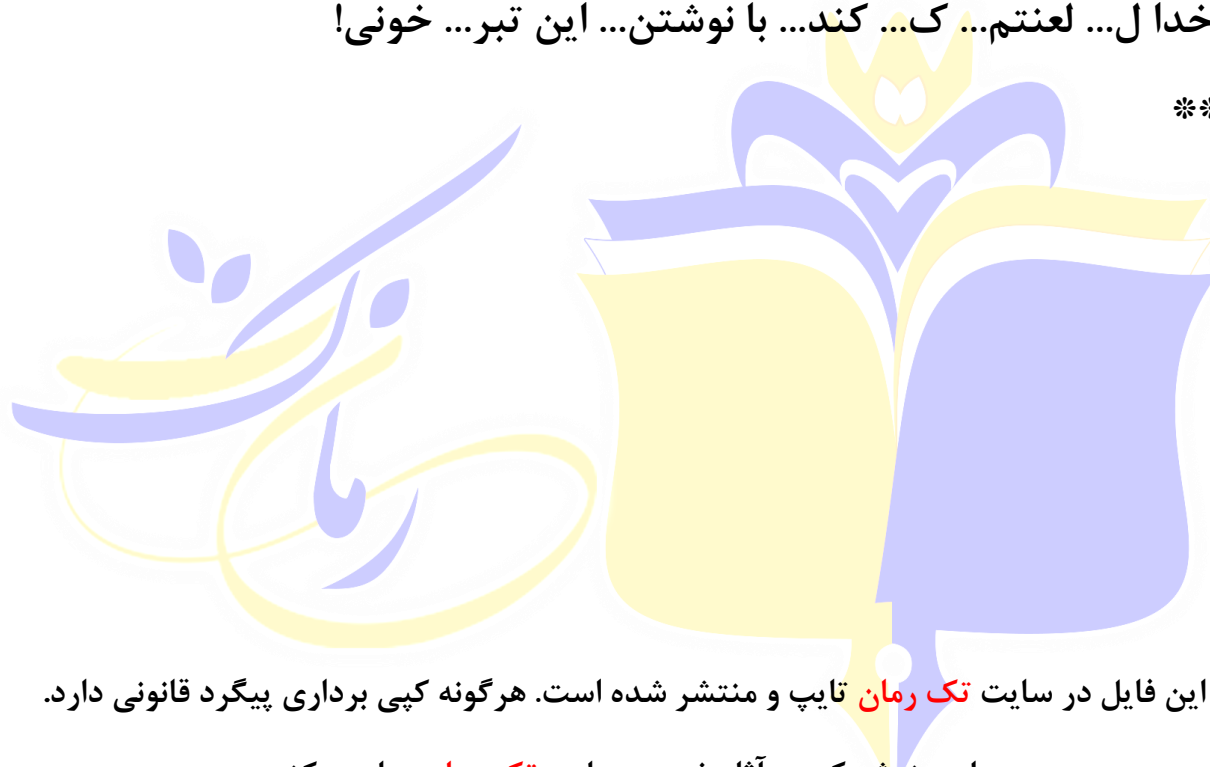 خدا ل... لعنتم... ک... کند... با نوشتن... این تبر... خونی!
**
رمان
این فایل در سایت تک رمان تایپ و منتشر شده است. هرگونه کپی برداری پیگرد قانونی دارد.